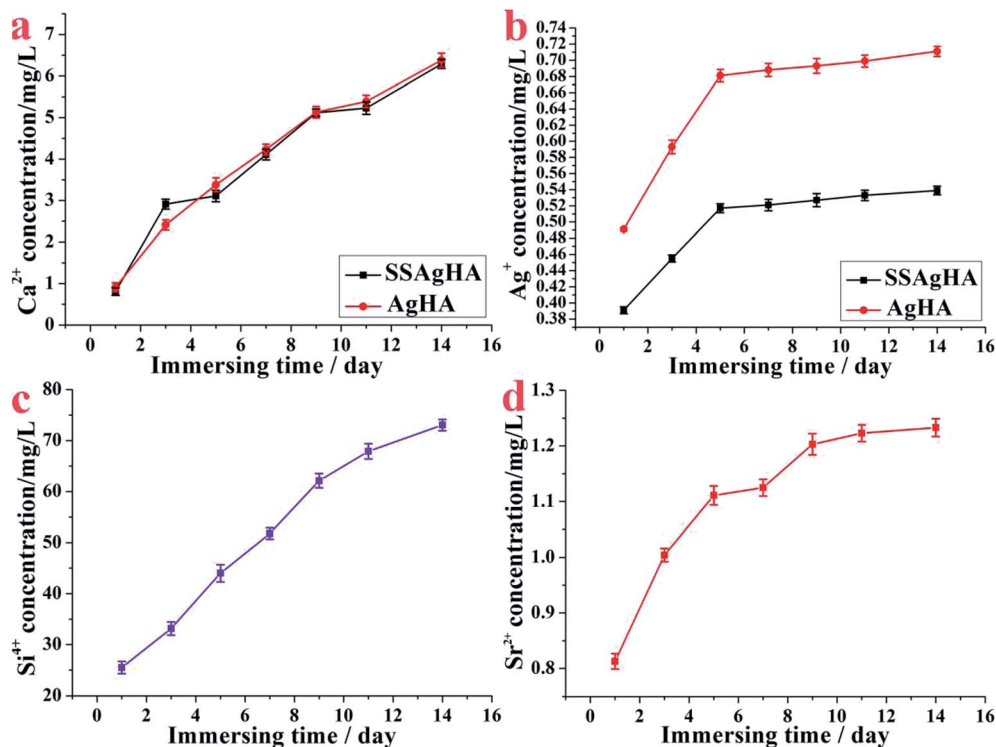 a
Ca²⁺ concentration/mg/L
7
6
5
4
3
2
1
0
SSAgHA
AgHA
0 2 4 6 8 10 12 14 16
Immersing time / day
b
Ag⁺ concentration/mg/L
0.74
0.72
0.70
0.68
0.66
0.64
0.62
0.60
0.58
0.56
0.54
0.52
0.50
0.48
0.46
0.44
0.42
0.40
0.38
SSAgHA
AgHA
0 2 4 6 8 10 12 14 16
Immersing time / day
c
Si⁴⁺ concentration/mg/L
80
70
60
50
40
30
20
0 2 4 6 8 10 12 14 16
Immersing time / day
d
Sr²⁺ concentration/mg/L
1.3
1.2
1.1
1.0
0.9
0.8
0 2 4 6 8 10 12 14 16
Immersing time / day